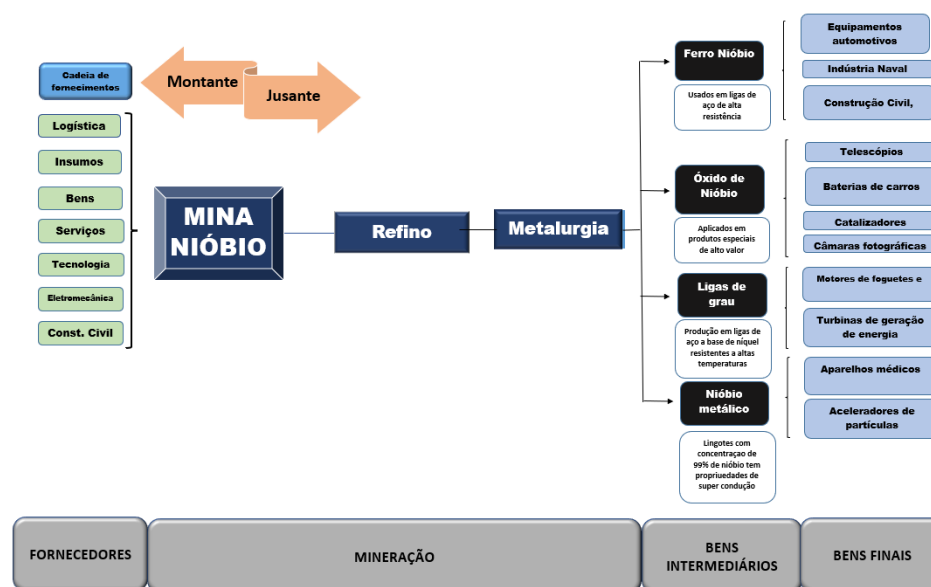 Cadeia de
fornecimentos
Montante
Jusante
Logística
Insumos
Bens
Serviços
Tecnologia
Eletromecânica
Const. Civil
MINA
NIÓBIO
Refino
Metalurgia
Ferro Nióbio
Usados em ligas de
aço de alta
resistência
Equipamentos
automotivos
Indústria Naval
Construção Civil,
Óxido de
Nióbio
Aplicados em
produtos especiais
de alto valor
Telescópios
Baterias de carros
Catalizadores
Câmaras fotográficas
Ligas de
grau
Produção em ligas de
aço a base de níquel
resistentes a altas
temperaturas
Motores de foguetes e
Turbinas de geração
de energia
Nióbio
metálico
Lingotes com
concentraçao de
99% de nióbio tem
propriuedades de
super condução
Aparelhos médicos
Aceleradores de
partículas
FORNECEDORES
MINERAÇÃO
BENS
INTERMEDIÁRIOS
BENS FINAIS